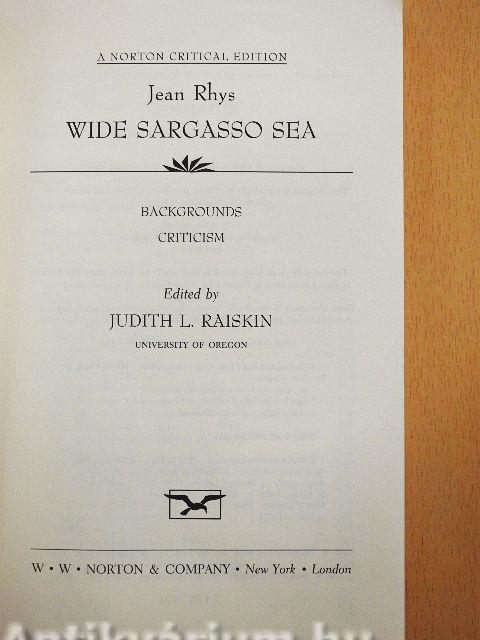 A NORTON CRITICAL EDITION
Jean Rhys
WIDE SARGASSO SEA
BACKGROUNDS
CRITICISM
Edited by
JUDITH L. RAISKIN
UNIVERSITY OF OREGON
W • W • NORTON & COMPANY • New York • London
Antikvárium.hu